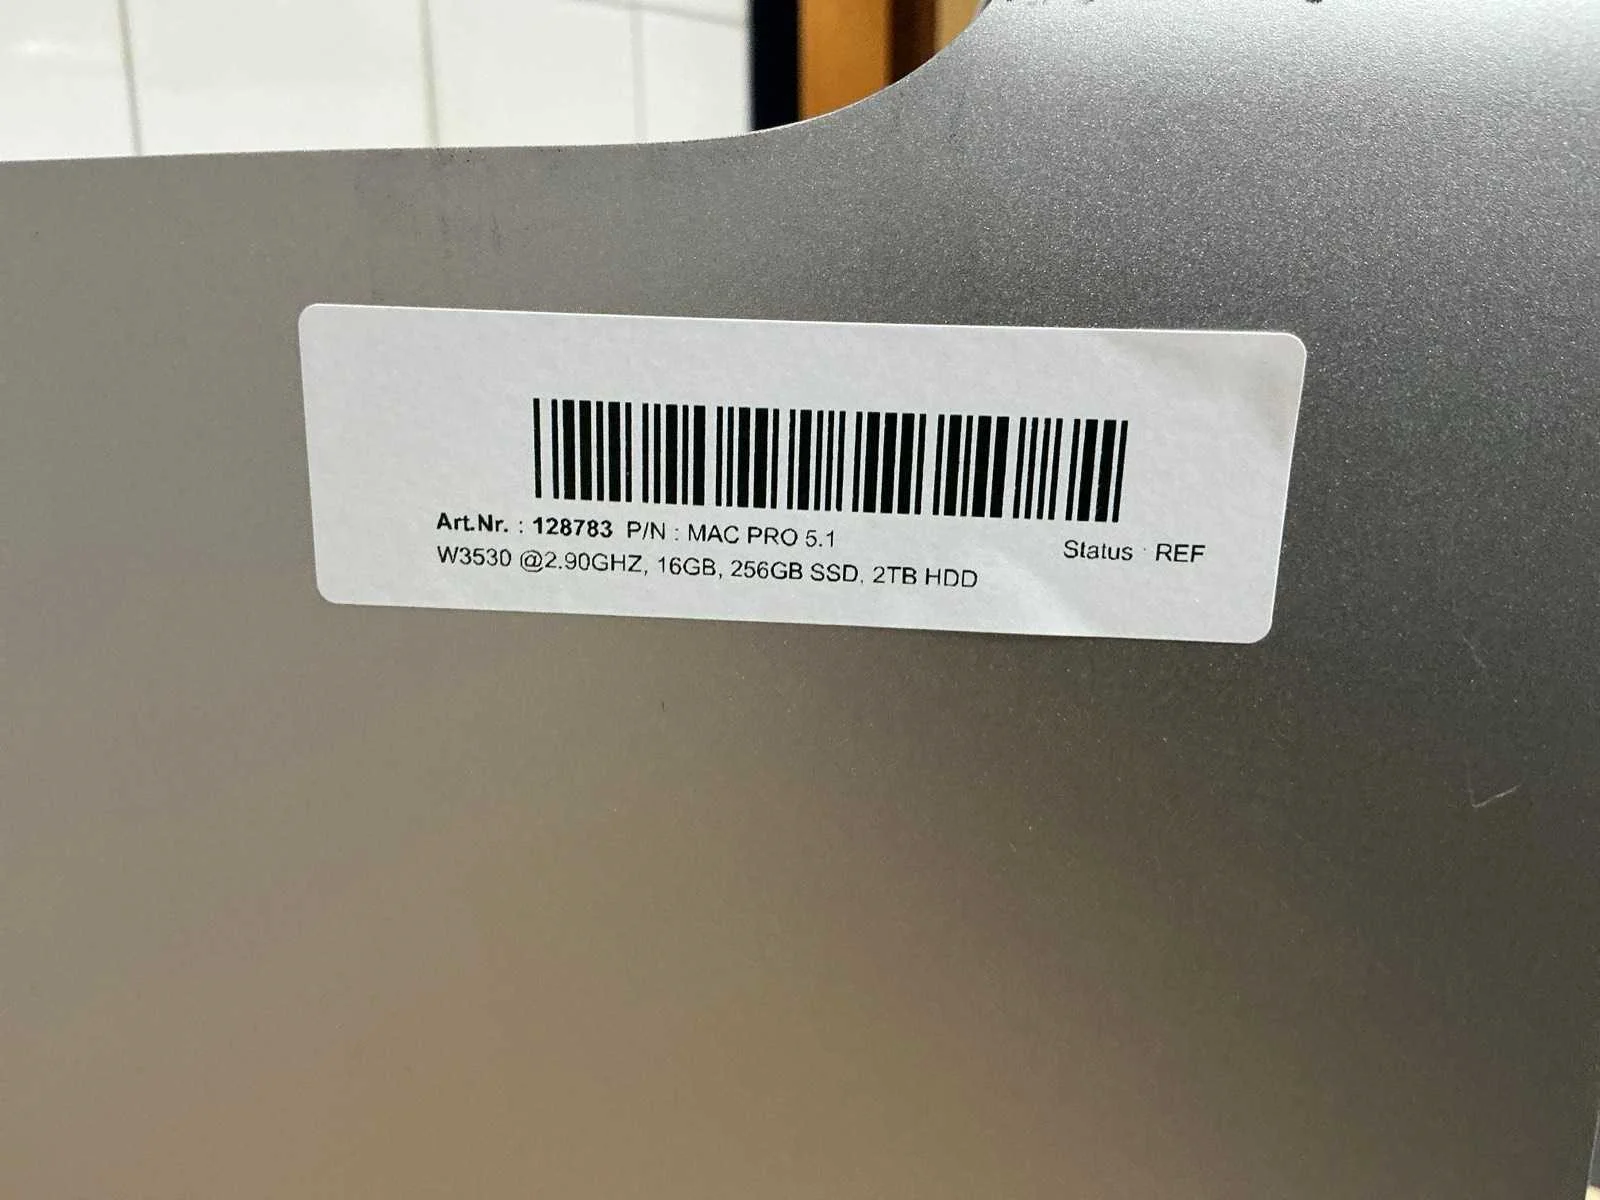 Art.Nr. : 128783 P/N : MAC PRO 5.1
Status : REF
W3530 @2.90GHZ, 16GB, 256GB SSD, 2TB HDD